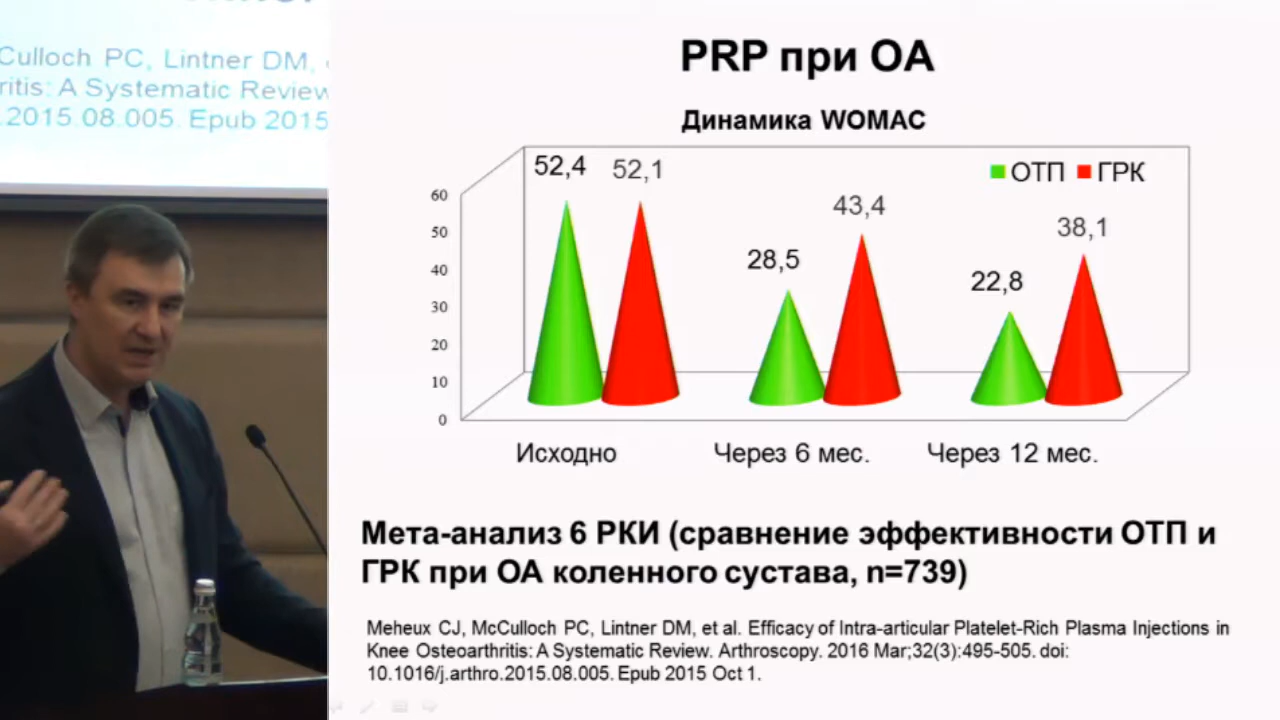 Culloch PC, Lintner DM,
ritis: A Systematic Review
.2015.08.005. Epub 2015
PRP при ОА
Динамика WOMAC
52,4 52,1
ОТП ГРК
43,4
38,1
28,5
22,8
60
50
40
30
20
10
0
Исходно Через 6 мес. Через 12 мес.
Мета-анализ 6 РКИ (сравнение эффективности ОТП и
ГРК при ОА коленного сустава, n=739)
Meheux CJ, McCulloch PC, Lintner DM, et al. Efficacy of Intra-articular Platelet-Rich Plasma Injections in
Knee Osteoarthritis: A Systematic Review. Arthroscopy. 2016 Mar;32(3):495-505. doi:
10.1016/j.arthro.2015.08.005. Epub 2015 Oct 1.